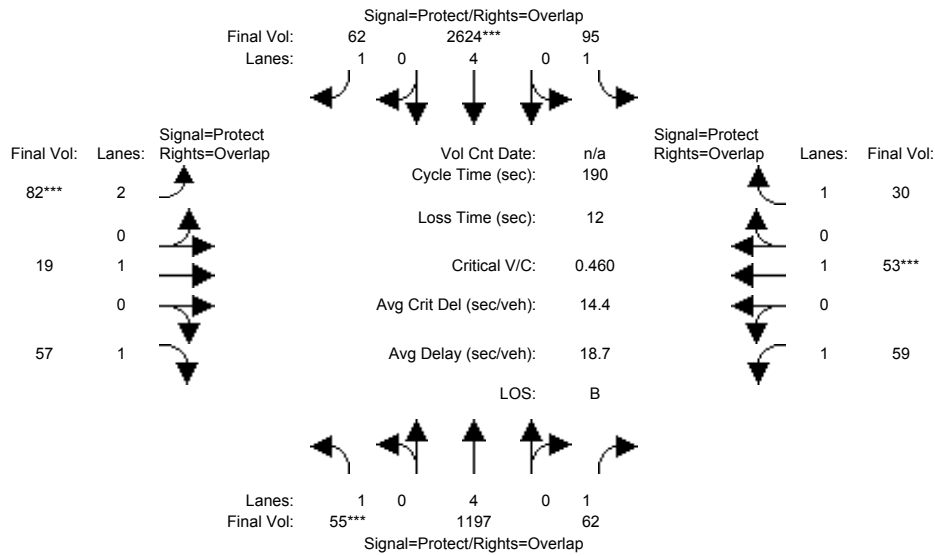 Signal=Protect/Rights=Overlap
Final Vol: 62 2624*** 95
Lanes: 1 0 4 0 1
Signal=Protect Signal=Protect
Final Vol: Lanes: Rights=Overlap Vol Cnt Date: n/a Rights=Overlap Lanes: Final Vol:
Cycle Time (sec): 190
82*** 2 1 30
Loss Time (sec): 12
0 0
19 1 Critical V/C: 0.460 1 53***
0 Avg Crit Del (sec/veh): 14.4 0
57 1 Avg Delay (sec/veh): 18.7 1 59
LOS: B
Lanes: 1 0 4 0 1
Final Vol: 55*** 1197 62
Signal=Protect/Rights=Overlap